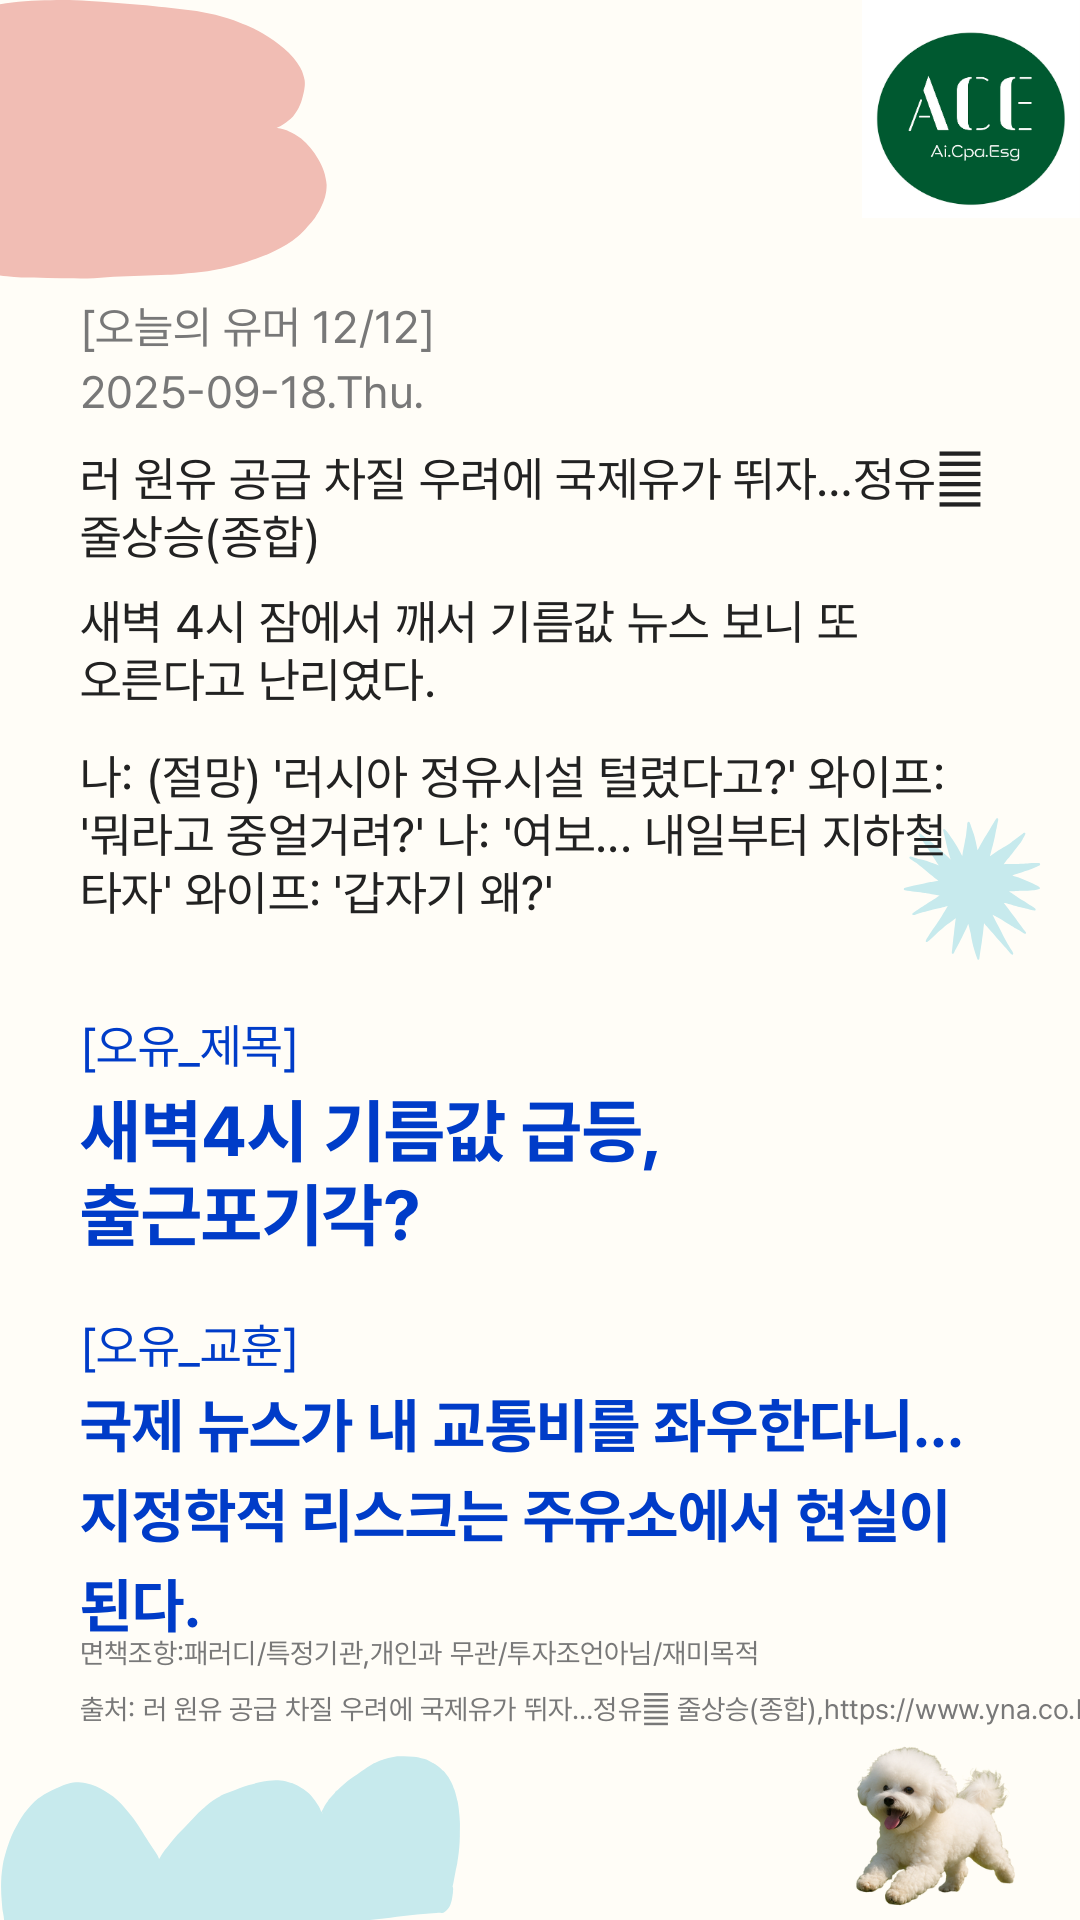 ACE
Ai.Cpa.Esg
[오늘의 유머 12/12]
2025-09-18.Thu.
러 원유 공급 차질 우려에 국제유가 뛰자...정유䷀
줄상승(종합)
새벽 4시 잠에서 깨서 기름값 뉴스 보니 또
오른다고 난리였다.
나: (절망) '러시아 정유시설 털렸다고?' 와이프:
'뭐라고 중얼거려?' 나: '여보... 내일부터 지하철
타자' 와이프: '갑자기 왜?'
[오유_제목]
새벽4시 기름값 급등,
출근포기각?
[오유_교훈]
국제 뉴스가 내 교통비를 좌우한다니...
지정학적 리스크는 주유소에서 현실이
된다.
면책조항:패러디/특정기관,개인과 무관/투자조언아님/재미목적
출처: 러 원유 공급 차질 우려에 국제유가 뛰자...정유䷀ 줄상승(종합),https://www.yna.co.